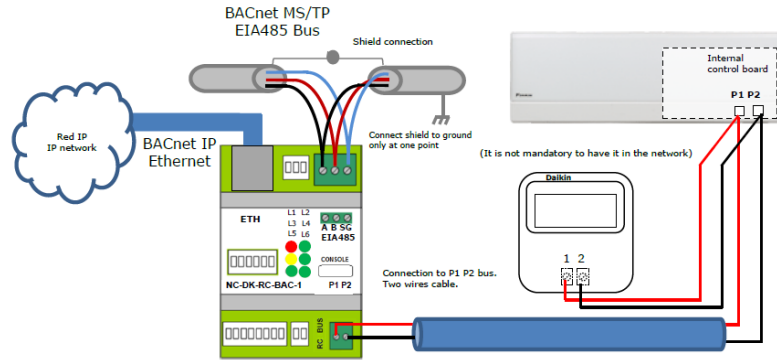 BACnet MS/TP
EIA485 Bus
Shield connection
Internal
control board
P1 P2
Connect shield to ground
only at one point
Red IP
IP network
BACnet IP
Ethernet
(It is not mandatory to have it in the network)
Daikin
ETH
L1 L2
L3 L4
L5 L6
A B SG
EIA485
CONSOLE
NC-DK-RC-BAC-1
P1 P2
1 2
Connection to P1 P2 bus.
Two wires cable.
RC BUS